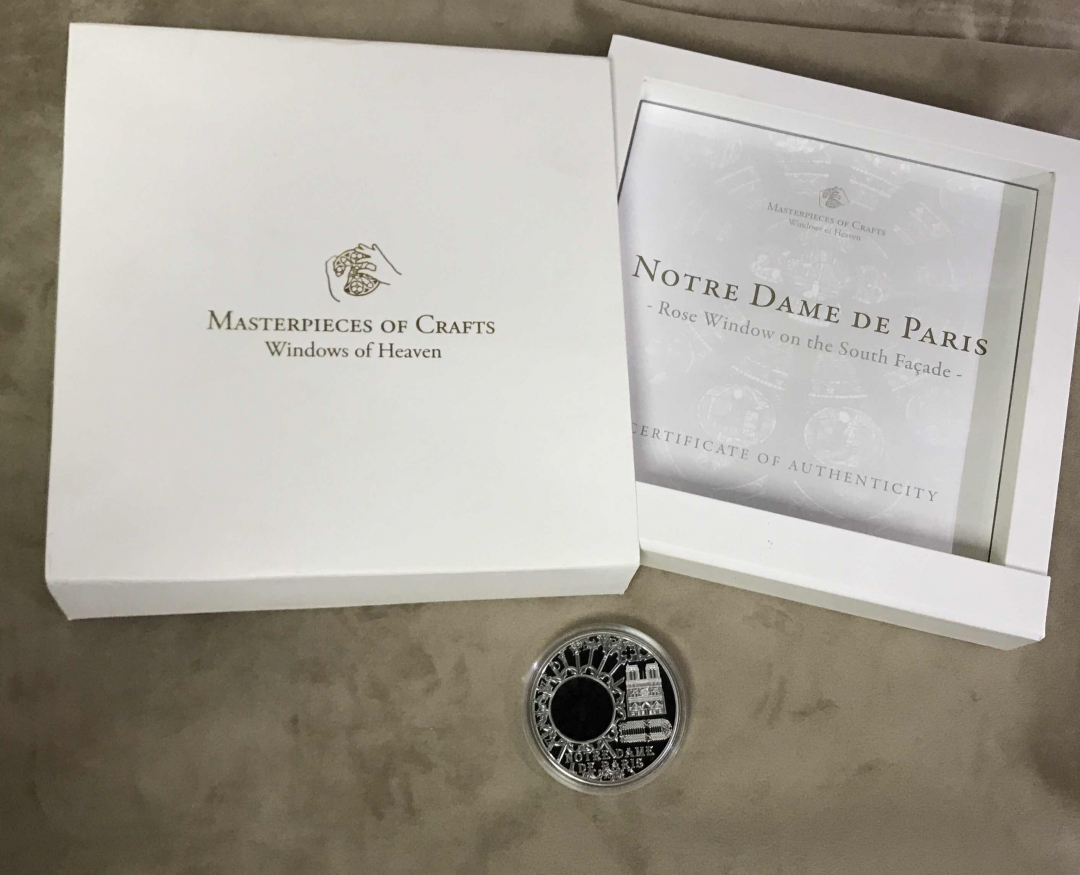 MASTERPIECES OF CRAFTS
Windows of Heaven
MASTERPIECES OF CRAFTS
Windows of Heaven
NOTRE DAME DE PARIS
- Rose Window on the South Façade -
CERTIFICATE OF AUTHENTICITY
NOTRE DAME
DE PARIS